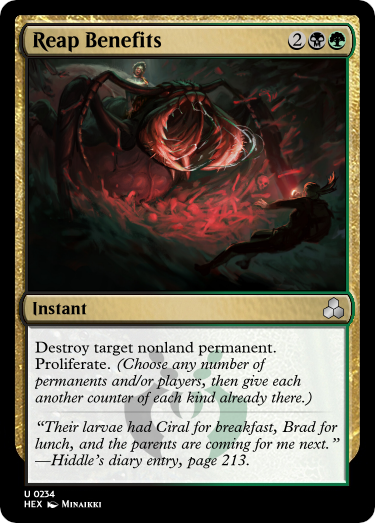 Reap Benefits 2
Instant
Destroy target nonland permanent.
Proliferate. (Choose any number of
permanents and/or players, then give each
another counter of each kind already there.)
“Their larvae had Ciral for breakfast, Brad for
lunch, and the parents are coming for me next.”
—Hiddle’s diary entry, page 213.
U 0234
HEX Minaikki